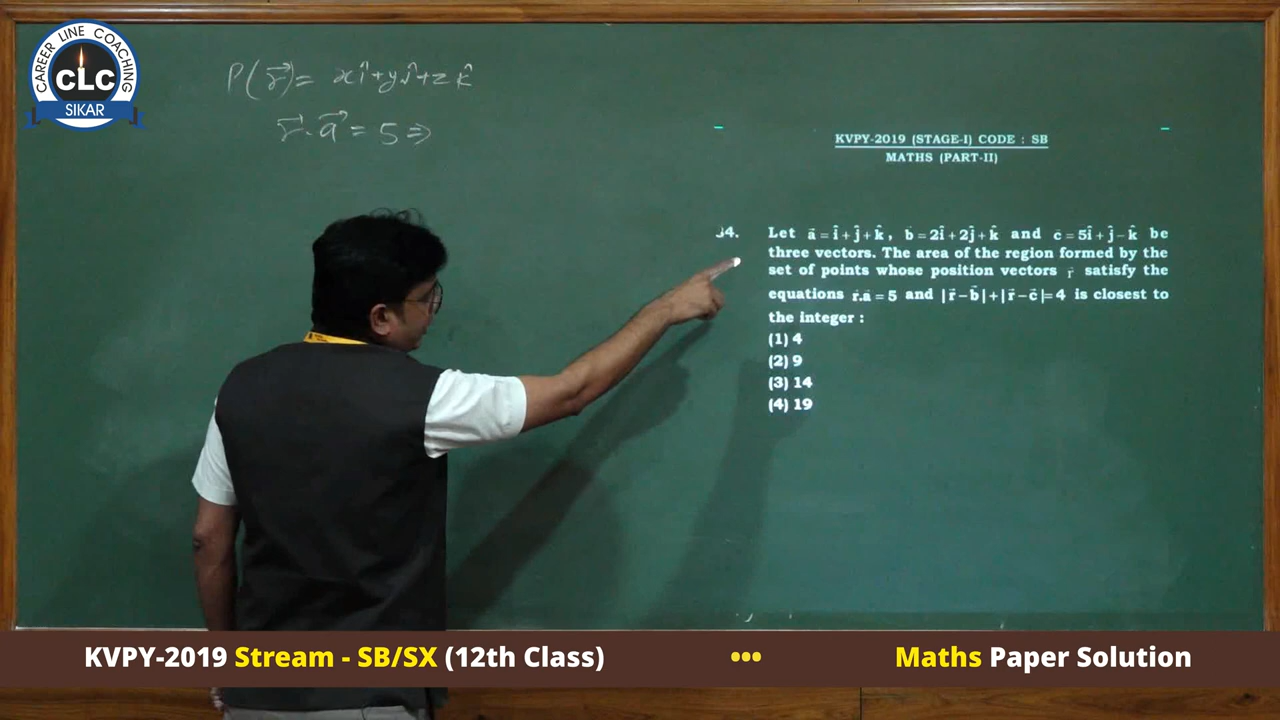 CAREER LINE COACHING
CLC
SIKAR
P(r⃗) = xî+yĵ+zk̂
r⃗.a⃗ = 5 ⇒
KVPY-2019 (STAGE-I) CODE : SB
MATHS (PART-II)
34. Let a⃗ = î + ĵ + k̂ , b⃗ = 2î + 2ĵ + k̂ and c⃗ = 5î + ĵ – k̂ be
three vectors. The area of the region formed by the
set of points whose position vectors r⃗ satisfy the
equations r⃗.a⃗ = 5 and |r⃗ – b⃗| + |r⃗ – c⃗| = 4 is closest to
the integer :
(1) 4
(2) 9
(3) 14
(4) 19
KVPY-2019 Stream - SB/SX (12th Class) ••• Maths Paper Solution